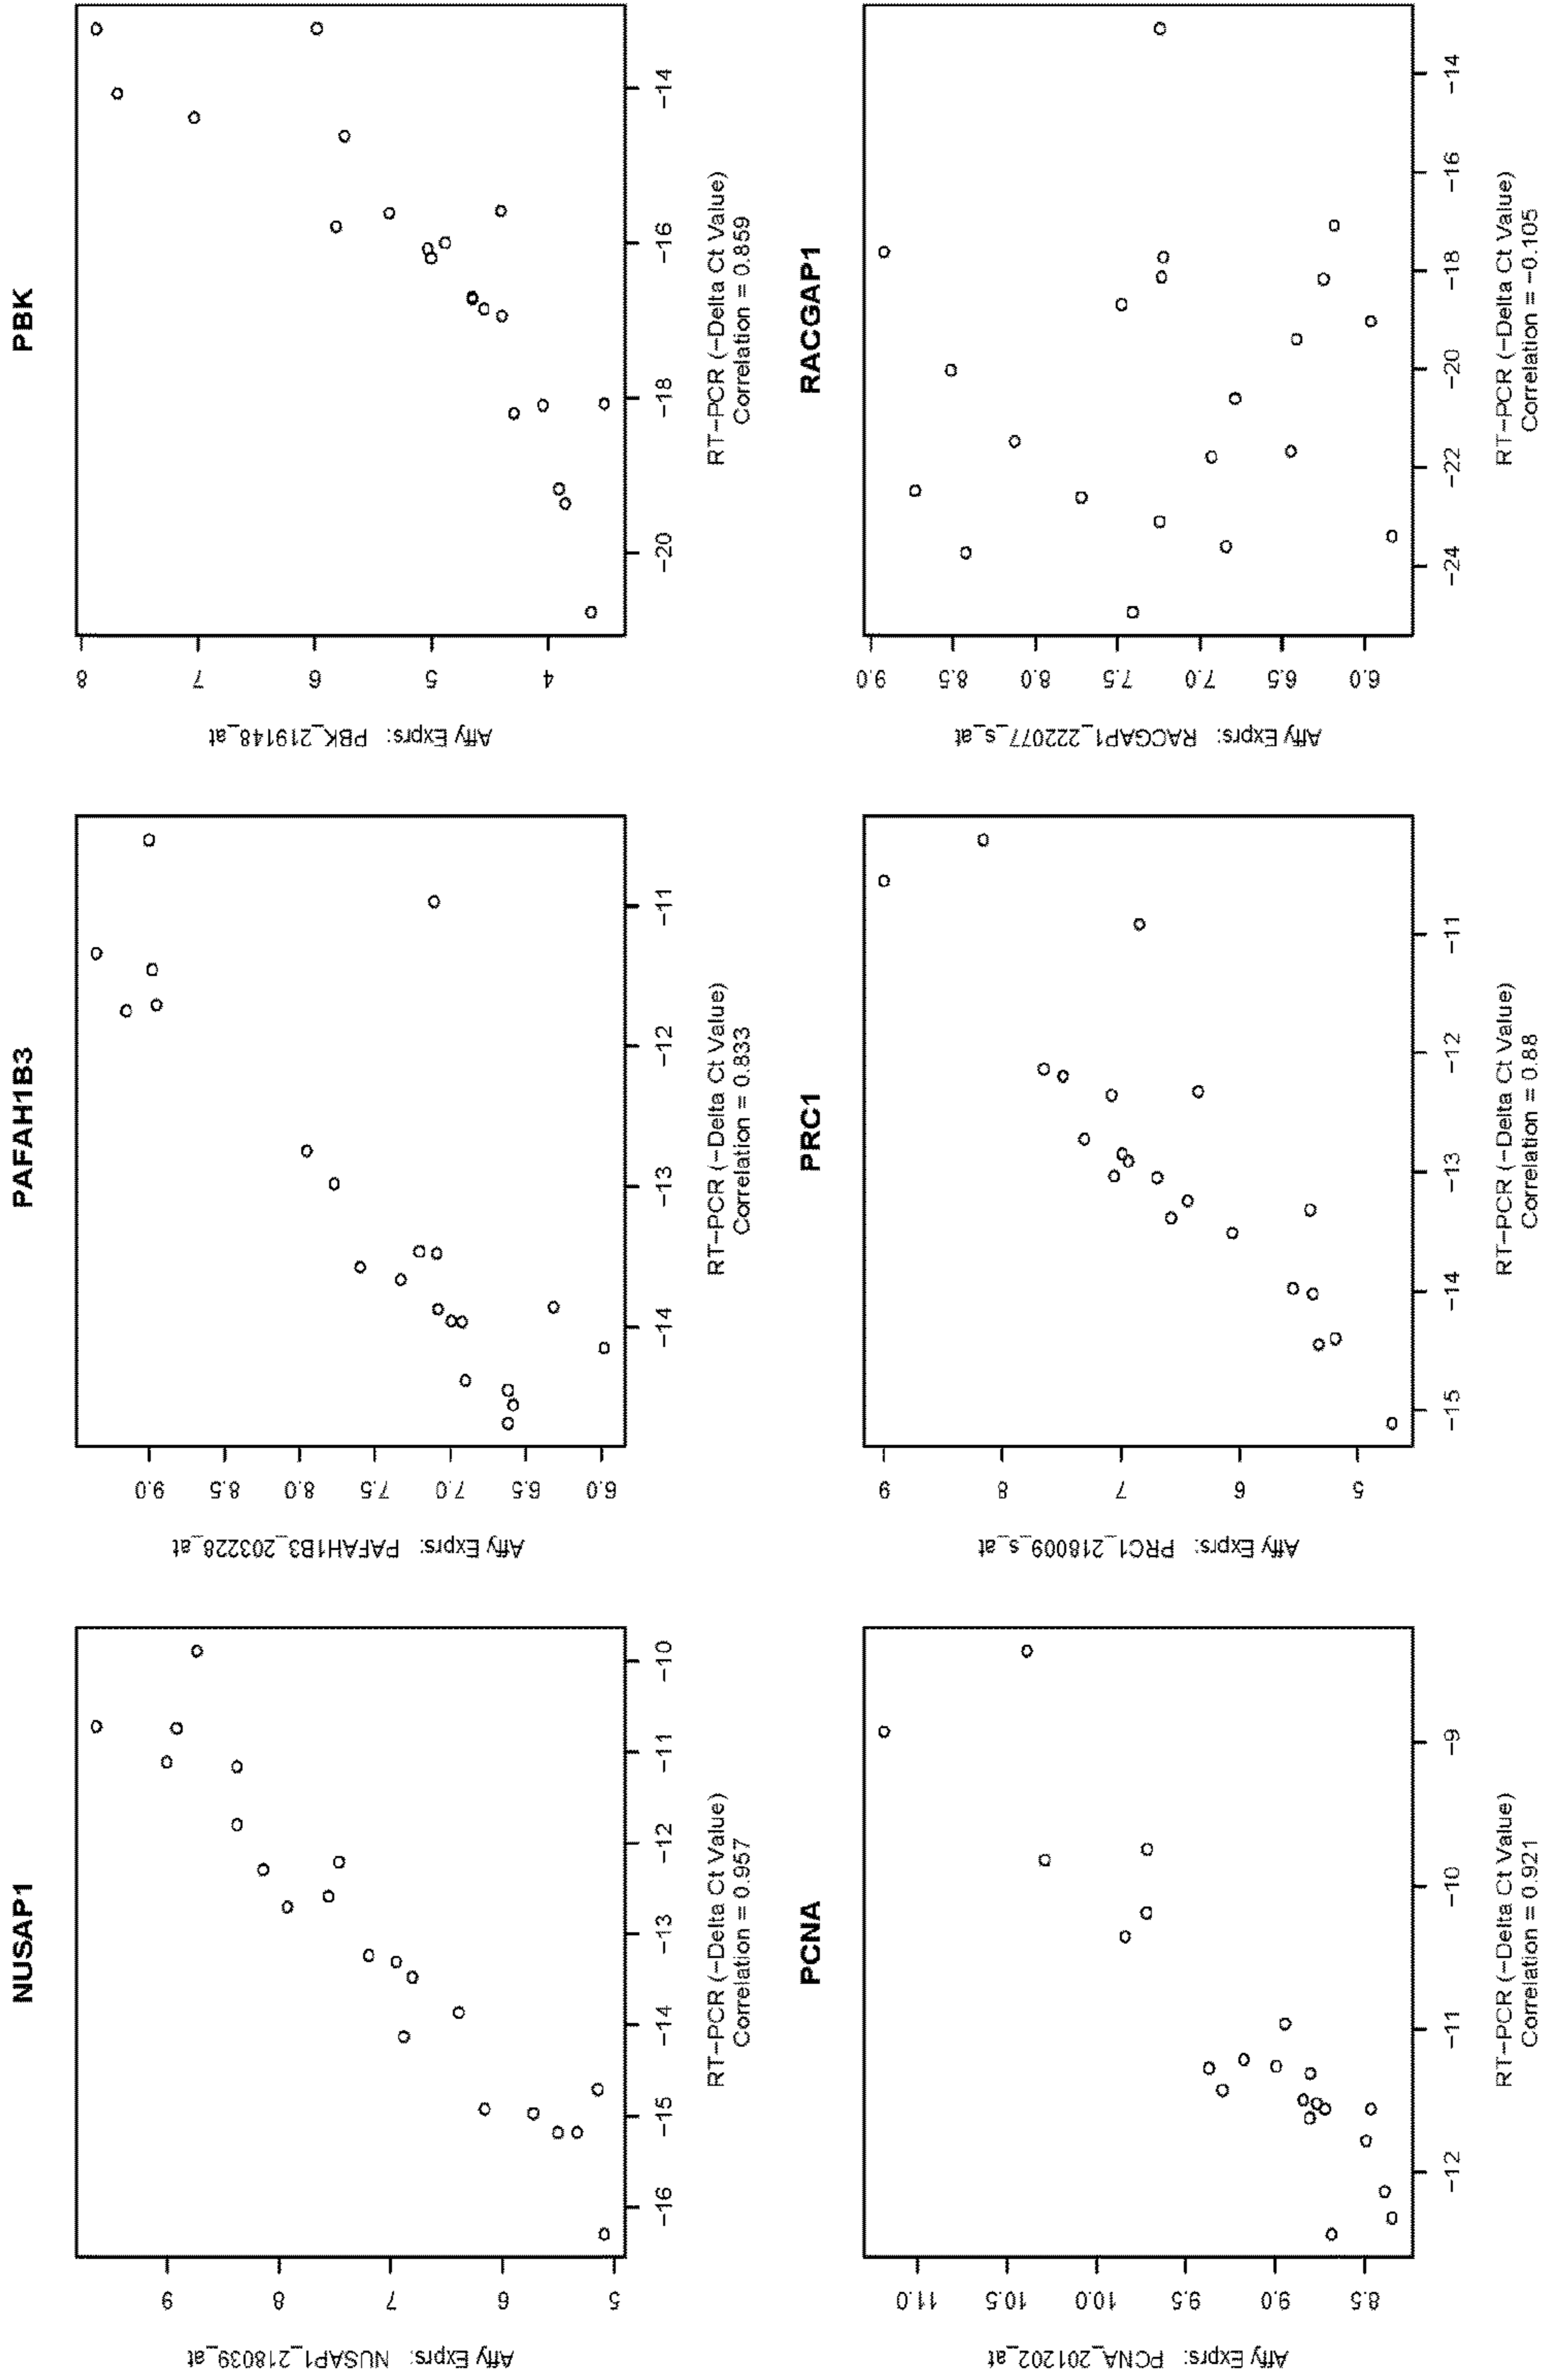 NUSAP1
Affy Exprs: NUSAP1_218039_at
9
8
7
6
5
−16
−15
−14
−13
−12
−11
−10
RT−PCR (−Delta Ct Value)
Correlation = 0.957
PAFAH1B3
Affy Exprs: PAFAH1B3_203228_at
9.0
8.5
8.0
7.5
7.0
6.5
6.0
−14
−13
−12
−11
RT−PCR (−Delta Ct Value)
Correlation = 0.833
PBK
Affy Exprs: PBK_219148_at
8
7
6
5
4
−20
−18
−16
−14
RT−PCR (−Delta Ct Value)
Correlation = 0.859
PCNA
Affy Exprs: PCNA_201202_at
11.0
10.5
10.0
9.5
9.0
8.5
−12
−11
−10
−9
RT−PCR (−Delta Ct Value)
Correlation = 0.921
PRC1
Affy Exprs: PRC1_218009_s_at
9
8
7
6
5
−15
−14
−13
−12
−11
RT−PCR (−Delta Ct Value)
Correlation = 0.88
RACGAP1
Affy Exprs: RACGAP1_222077_s_at
9.0
8.5
8.0
7.5
7.0
6.5
6.0
−24
−22
−20
−18
−16
−14
RT−PCR (−Delta Ct Value)
Correlation = −0.105